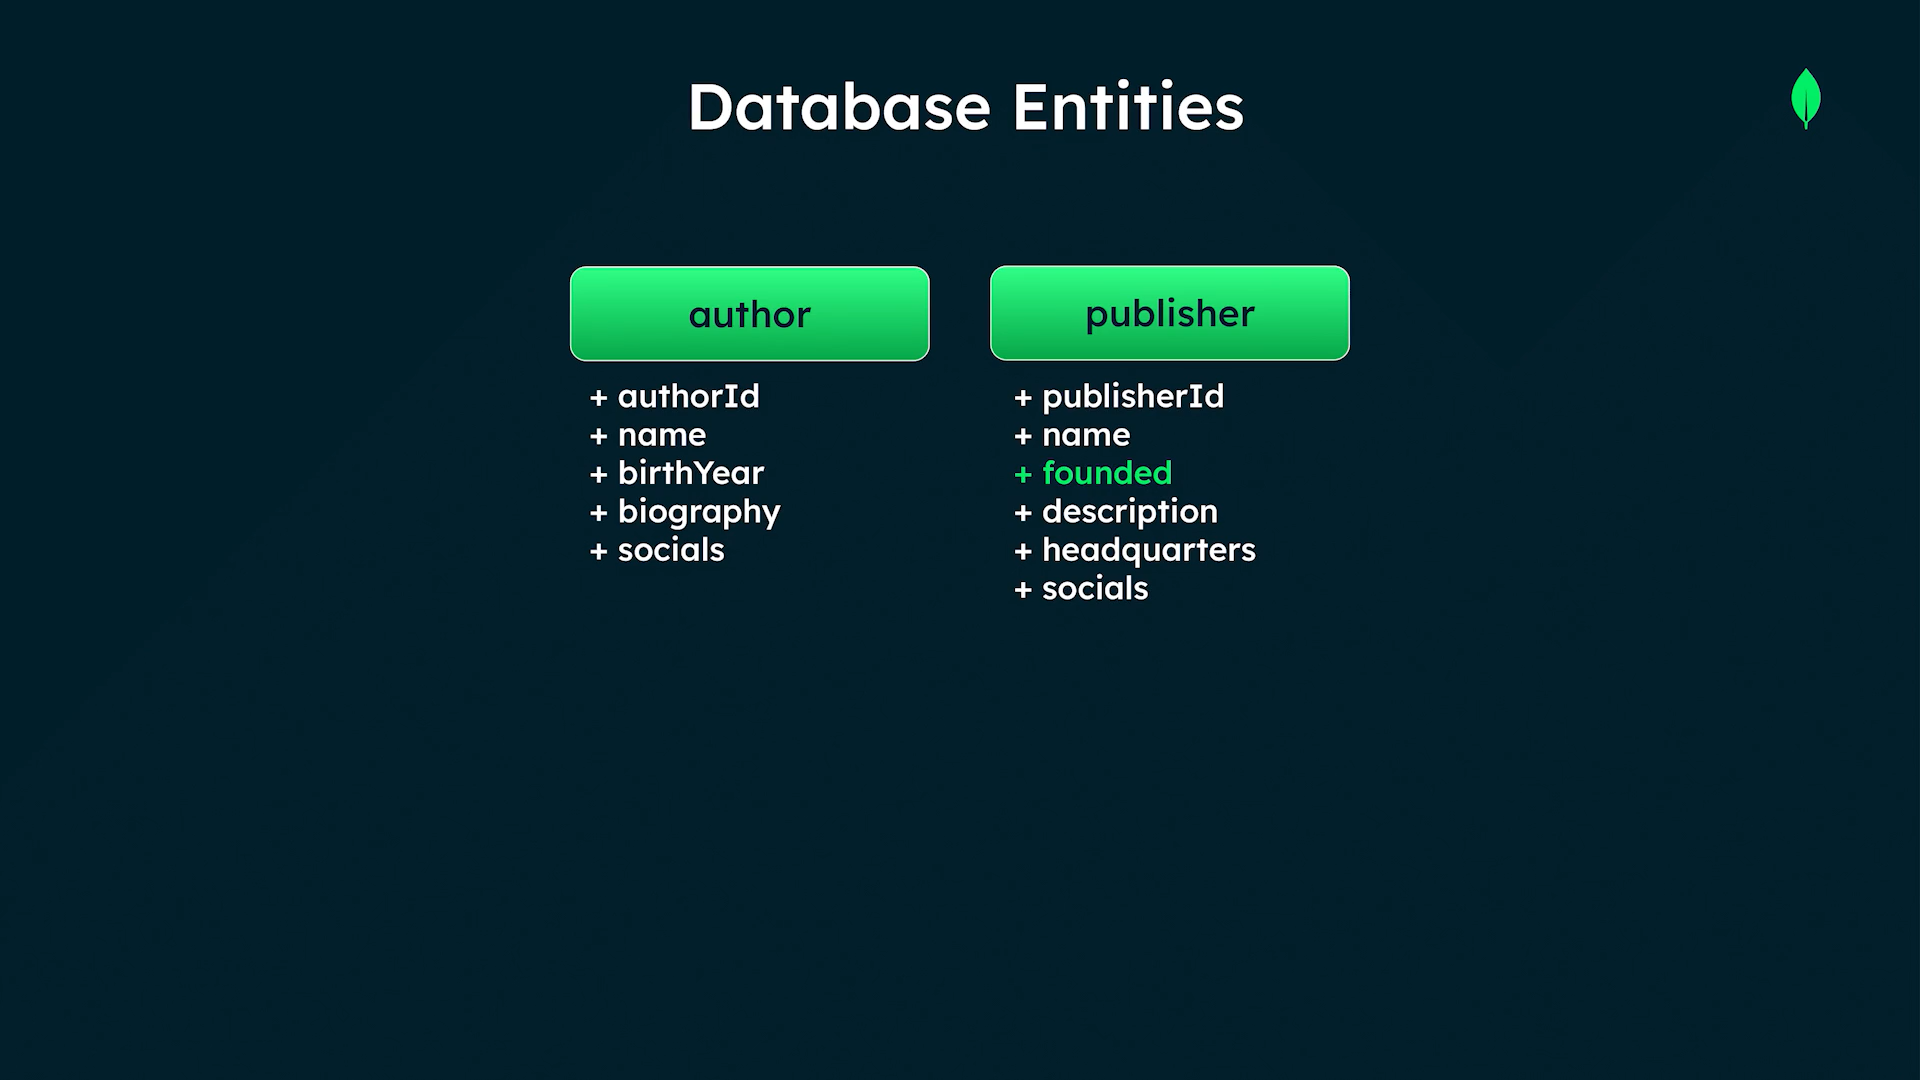 Database Entities
author
+ authorId
+ name
+ birthYear
+ biography
+ socials
publisher
+ publisherId
+ name
+ founded
+ description
+ headquarters
+ socials